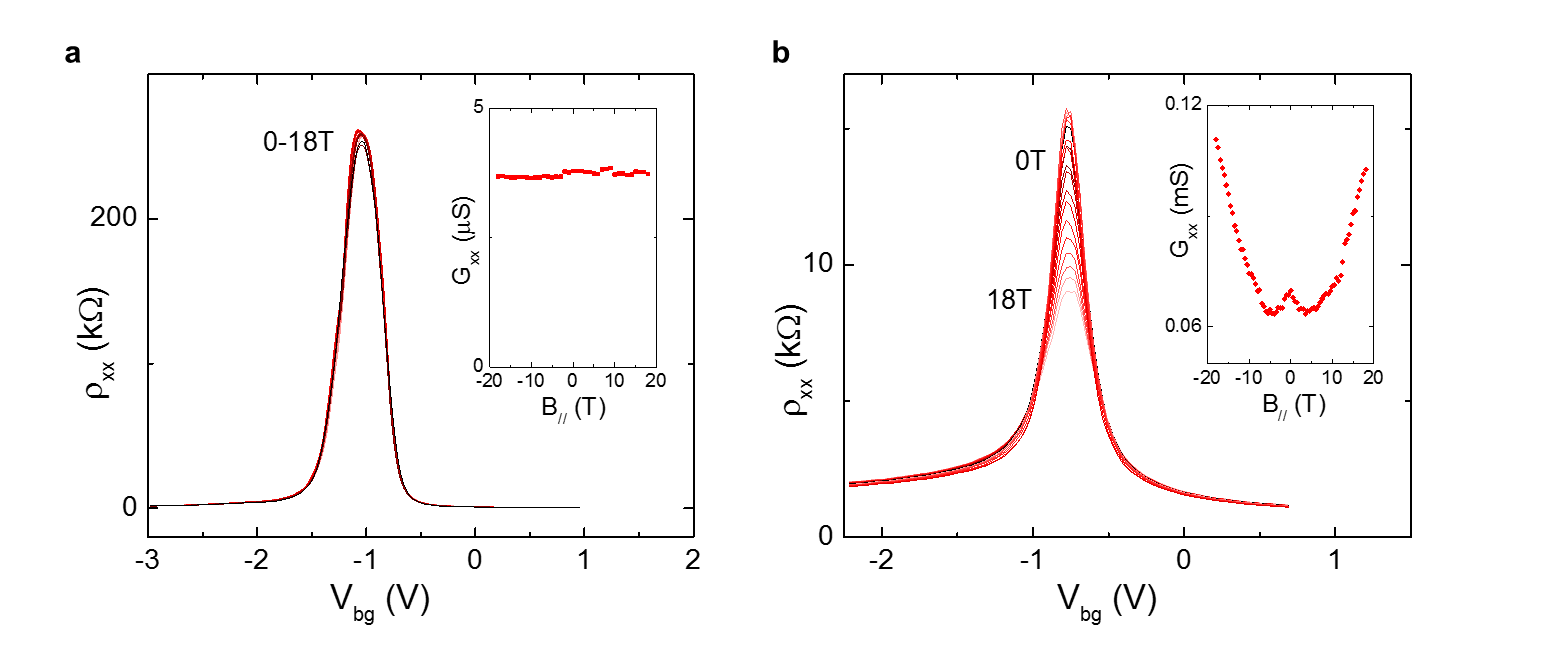 a
0-18T
200
0
ρxx (kΩ)
-3 -2 -1 0 1 2
Vbg (V)
5
0
Gxx (μS)
-20 -10 0 10 20
B// (T)
b
0T
18T
10
0
ρxx (kΩ)
-2 -1 0 1
Vbg (V)
0.12
0.06
Gxx (mS)
-20 -10 0 10 20
B// (T)